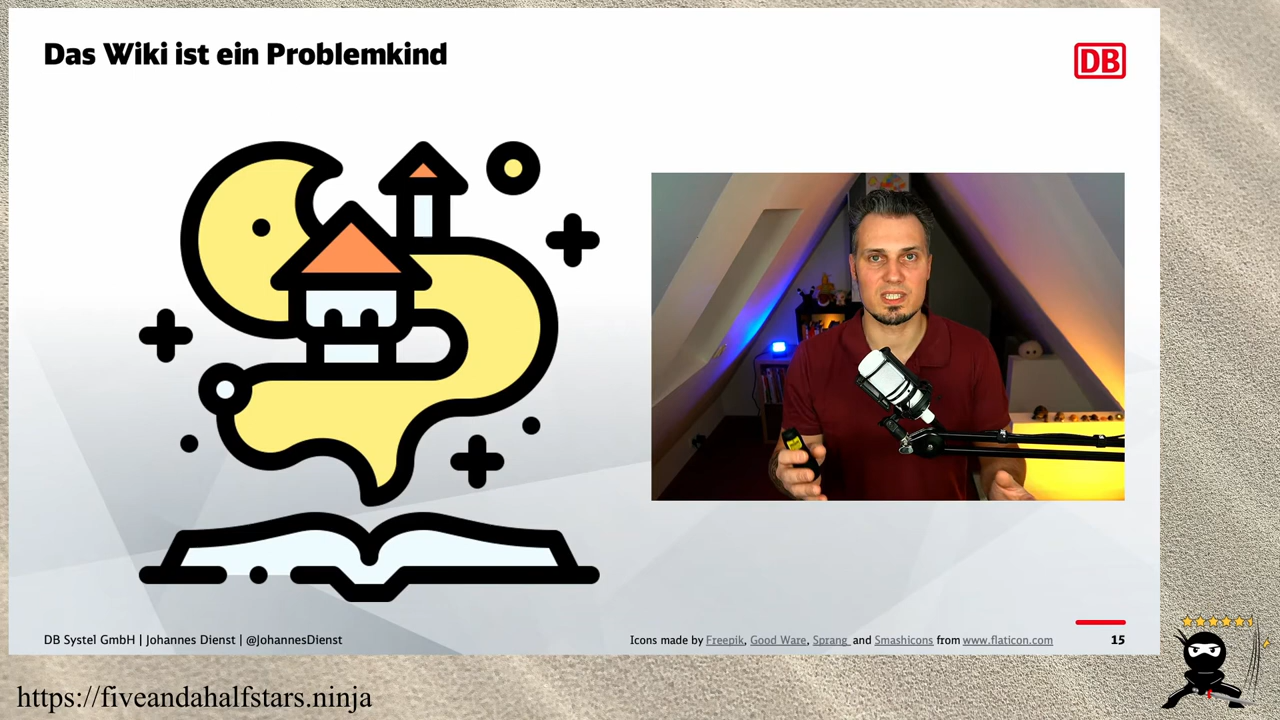 Das Wiki ist ein Problemkind
DB
DB Systel GmbH | Johannes Dienst | @JohannesDienst
Icons made by Freepik, Good Ware, Sprang and Smashicons from www.flaticon.com
15
https://fiveandahalfstars.ninja